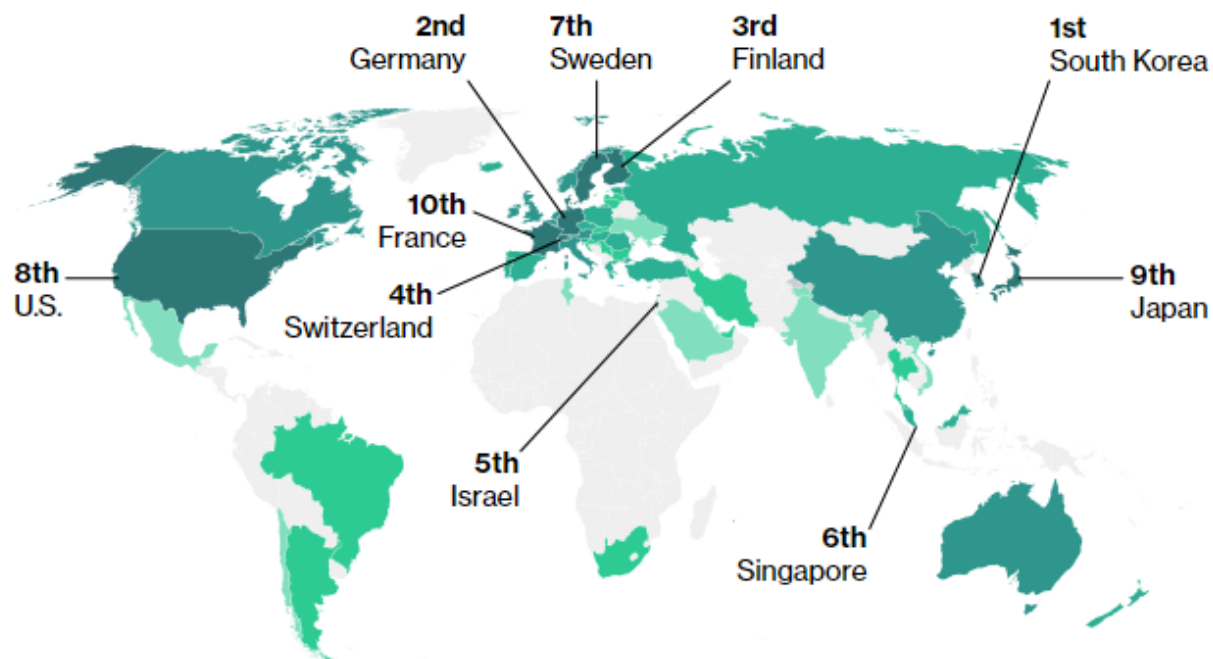 2nd
Germany
7th
Sweden
3rd
Finland
1st
South Korea
10th
France
8th
U.S.
4th
Switzerland
9th
Japan
5th
Israel
6th
Singapore